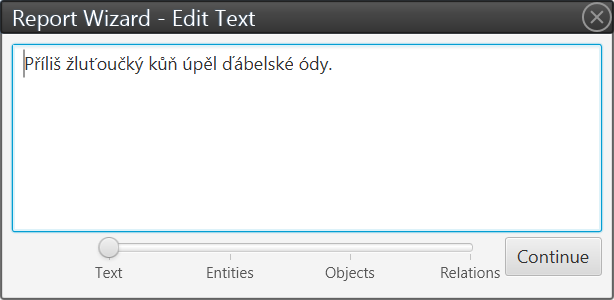 Report Wizard - Edit Text
Příliš žluťoučký kůň úpěl ďábelské ódy.
Text Entities Objects Relations
Continue